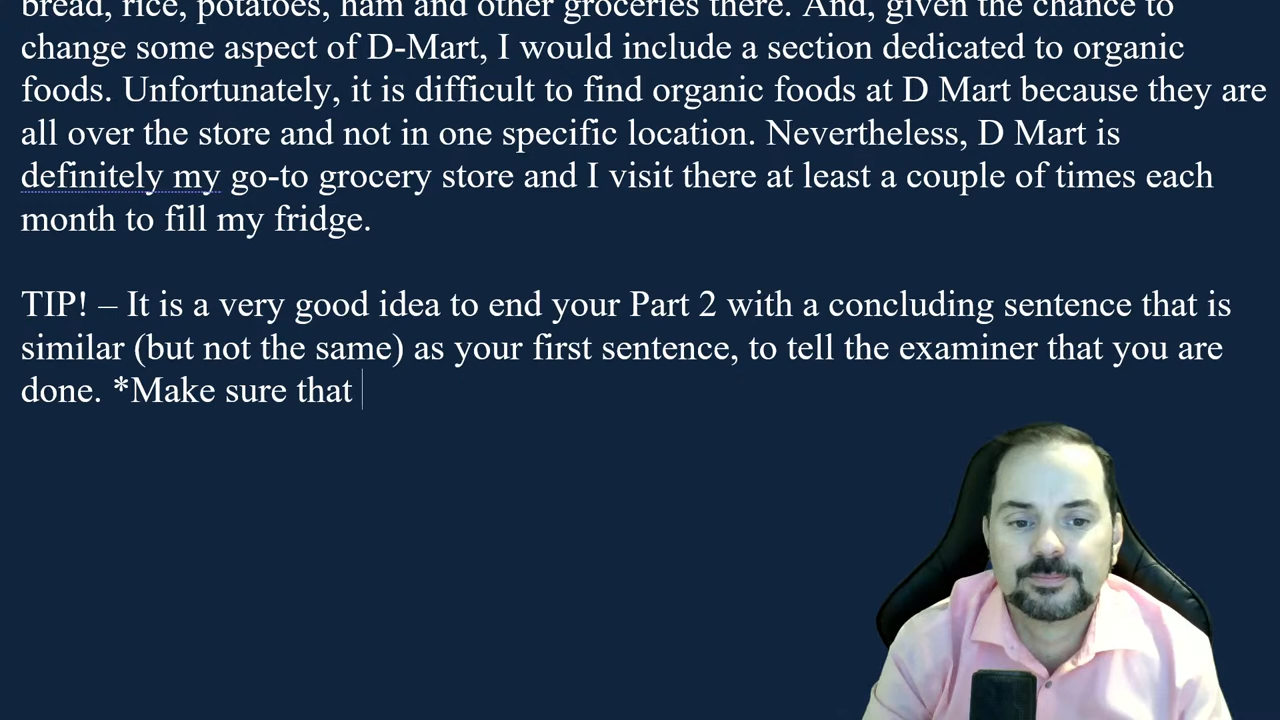 bread, rice, potatoes, ham and other groceries there. And, given the chance to
change some aspect of D-Mart, I would include a section dedicated to organic
foods. Unfortunately, it is difficult to find organic foods at D Mart because they are
all over the store and not in one specific location. Nevertheless, D Mart is
definitely my go-to grocery store and I visit there at least a couple of times each
month to fill my fridge.
TIP! – It is a very good idea to end your Part 2 with a concluding sentence that is
similar (but not the same) as your first sentence, to tell the examiner that you are
done. *Make sure that